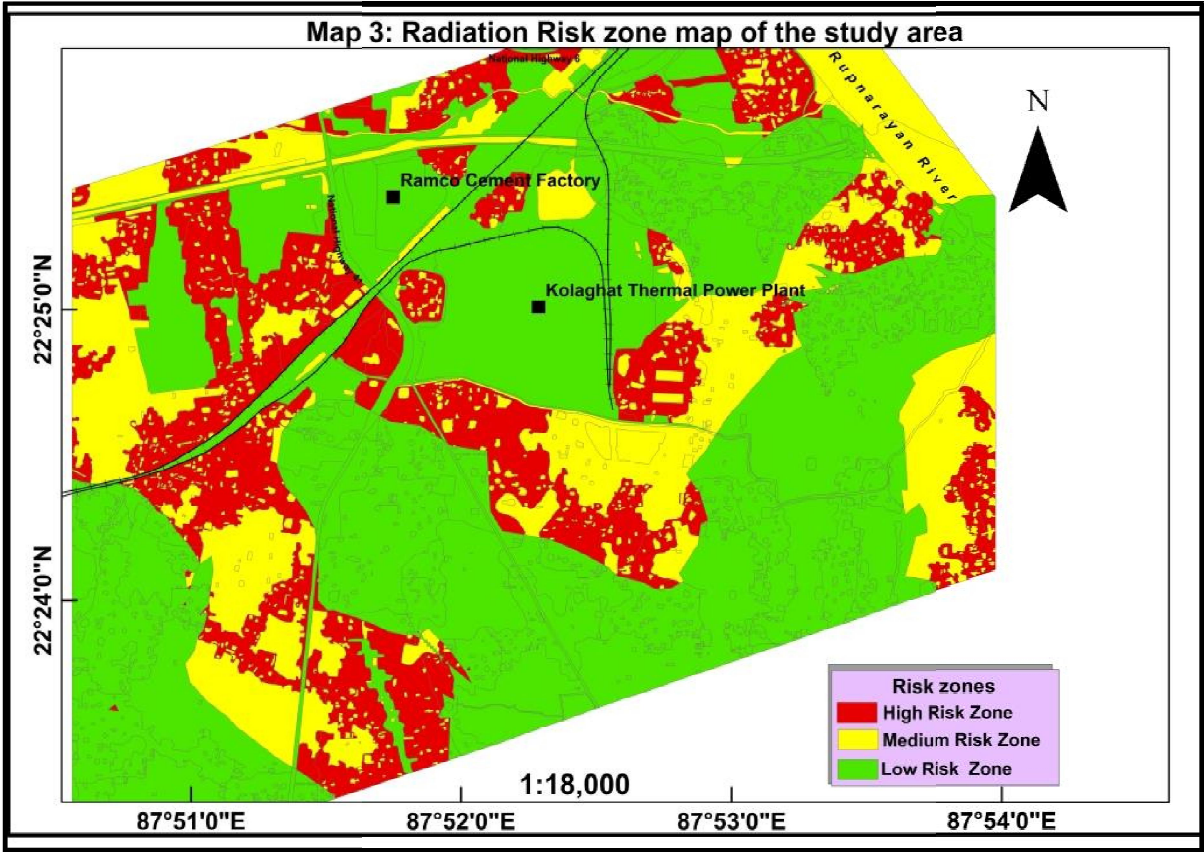 Map 3: Radiation Risk zone map of the study area
National Highway 6
Rupnarayan River
N
Ramco Cement Factory
National Highway
Kolaghat Thermal Power Plant
22°25'0"N
22°24'0"N
Risk zones
High Risk Zone
Medium Risk Zone
Low Risk Zone
1:18,000
87°51'0"E
87°52'0"E
87°53'0"E
87°54'0"E